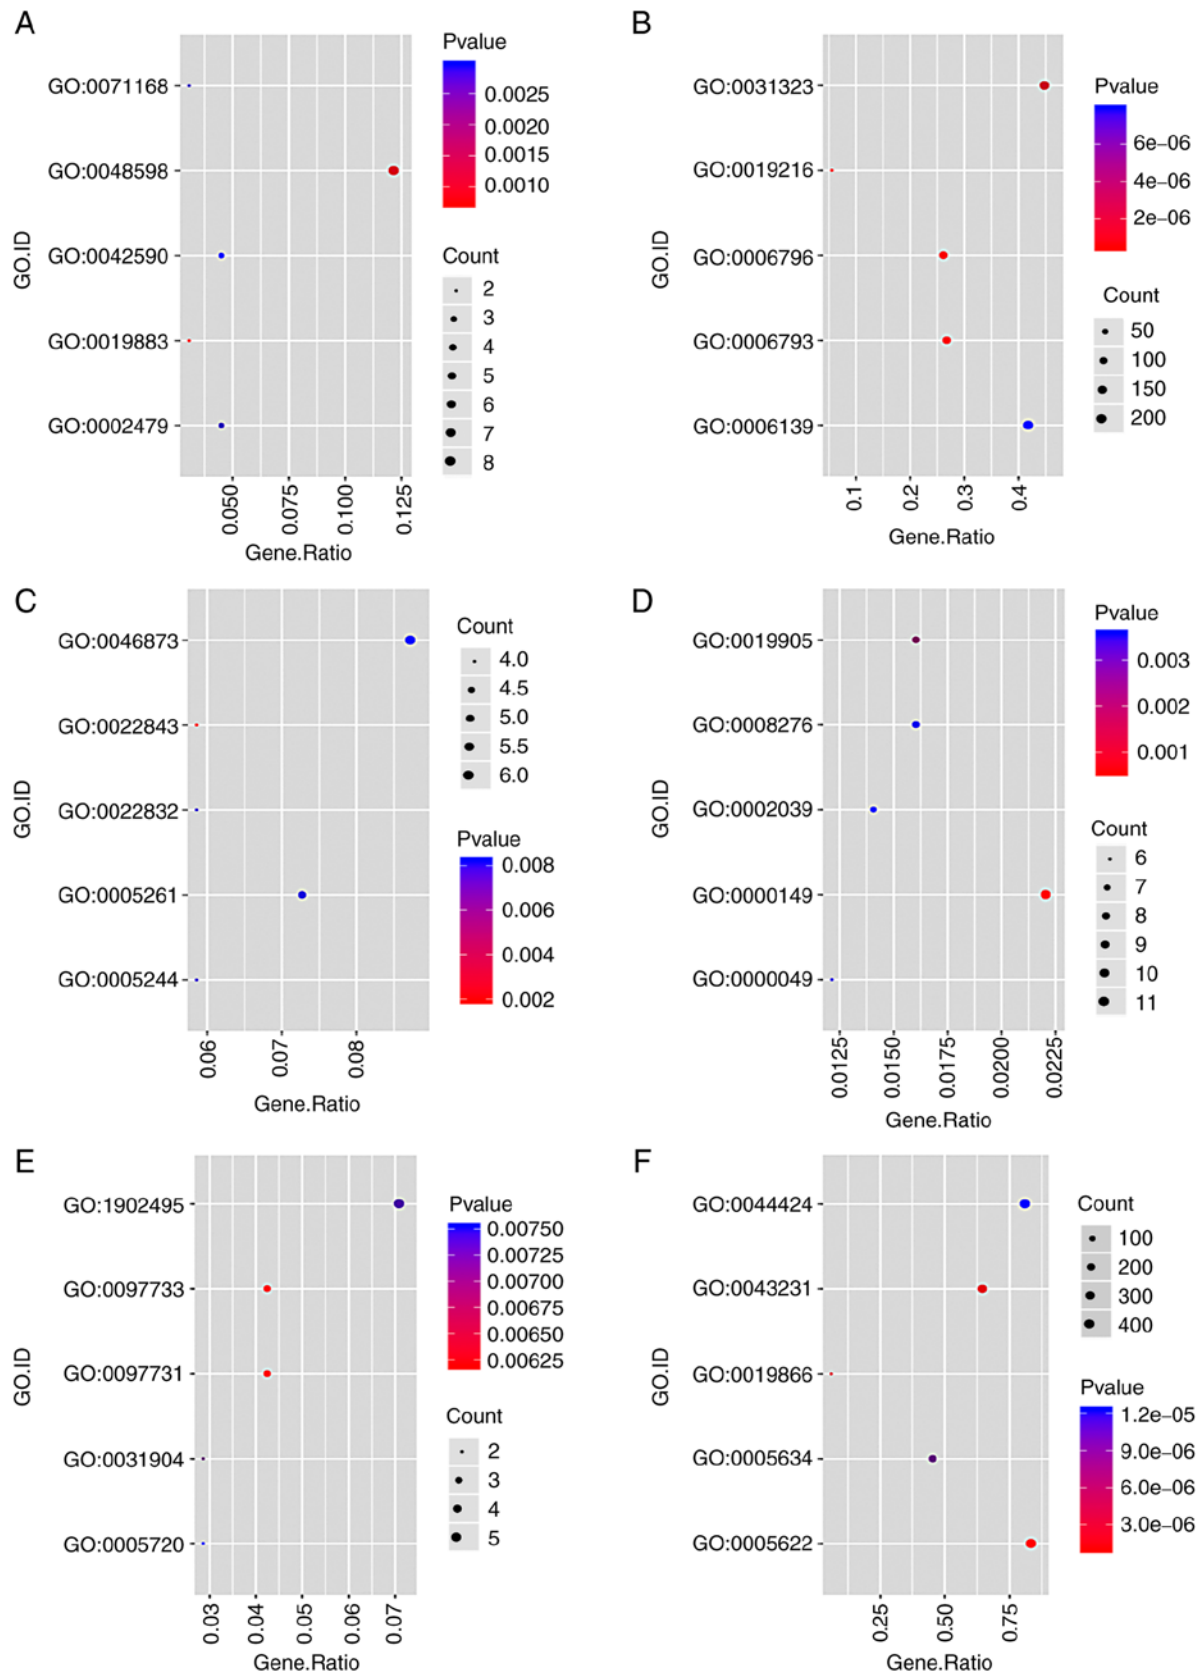 A
GO.ID
GO:0071168
GO:0048598
GO:0042590
GO:0019883
GO:0002479
0.050
0.075
0.100
0.125
Gene.Ratio
Pvalue
0.0025
0.0020
0.0015
0.0010
Count
2
3
4
5
6
7
8
B
GO.ID
GO:0031323
GO:0019216
GO:0006796
GO:0006793
GO:0006139
0.1
0.2
0.3
0.4
Gene.Ratio
Pvalue
6e−06
4e−06
2e−06
Count
50
100
150
200
C
GO.ID
GO:0046873
GO:0022843
GO:0022832
GO:0005261
GO:0005244
0.06
0.07
0.08
Gene.Ratio
Count
4.0
4.5
5.0
5.5
6.0
Pvalue
0.008
0.006
0.004
0.002
D
GO.ID
GO:0019905
GO:0008276
GO:0002039
GO:0000149
GO:0000049
0.0125
0.0150
0.0175
0.0200
0.0225
Gene.Ratio
Pvalue
0.003
0.002
0.001
Count
6
7
8
9
10
11
E
GO.ID
GO:1902495
GO:0097733
GO:0097731
GO:0031904
GO:0005720
0.03
0.04
0.05
0.06
0.07
Gene.Ratio
Pvalue
0.00750
0.00725
0.00700
0.00675
0.00650
0.00625
Count
2
3
4
5
F
GO.ID
GO:0044424
GO:0043231
GO:0019866
GO:0005634
GO:0005622
0.25
0.50
0.75
Gene.Ratio
Count
100
200
300
400
Pvalue
1.2e−05
9.0e−06
6.0e−06
3.0e−06